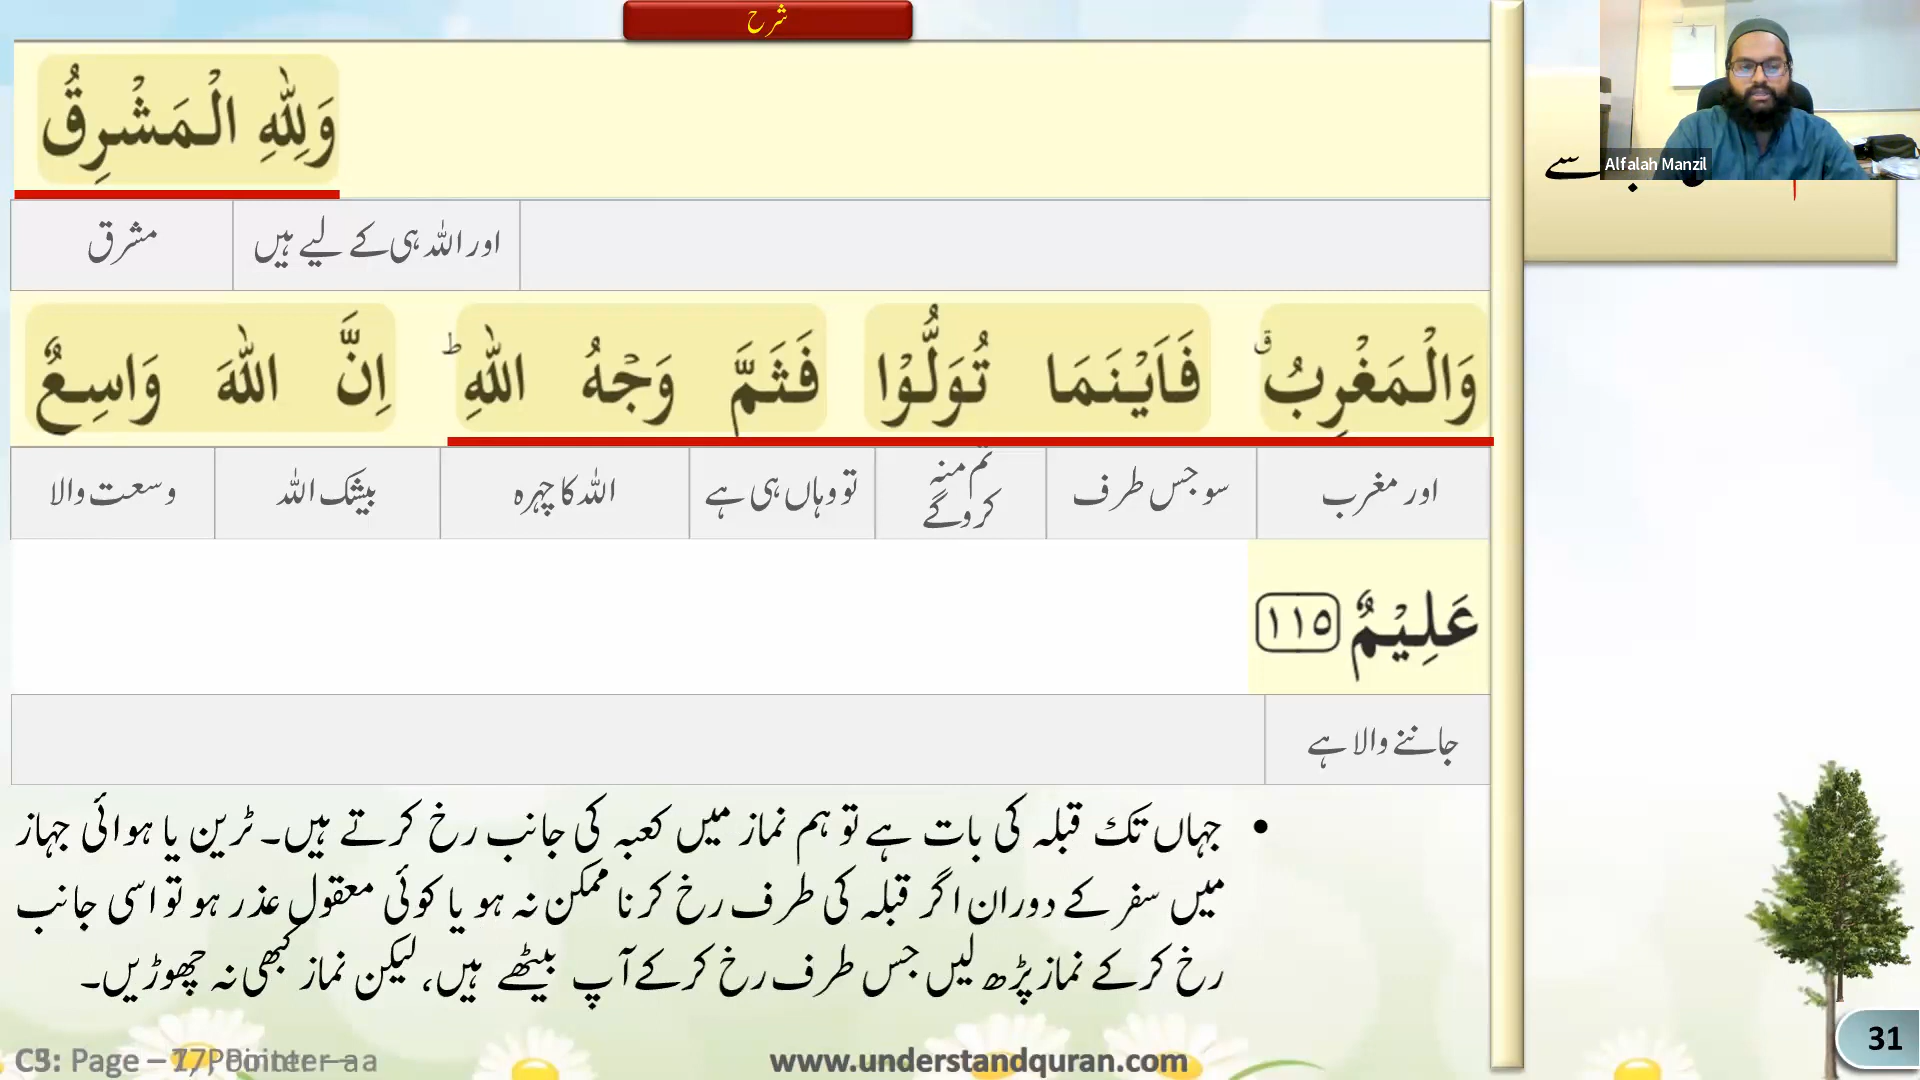 شرح
وَلِلّٰهِ الْمَشْرِقُ
اور اللہ ہی کے لیے ہیں مشرق
وَالْمَغْرِبُ ۗ فَاَيْنَمَا تُوَلُّوْا فَثَمَّ وَجْهُ اللّٰهِ ؕ اِنَّ اللّٰهَ وَاسِعٌ
اور مغرب سو جس طرف تم منہ کروگے تو وہاں ہی ہے اللہ کا چہرہ بیشک اللہ وسعت والا
عَلِيْمٌ ١١٥
جاننے والا ہے
• جہاں تک قبلہ کی بات ہے تو ہم نماز میں کعبہ کی جانب رخ کرتے ہیں۔ ٹرین یا ہوائی جہاز
میں سفر کے دوران اگر قبلہ کی طرف رخ کرنا ممکن نہ ہو یا کوئی معقول عذر ہو تو اسی جانب
رخ کرکے نماز پڑھ لیں جس طرف رخ کرکے آپ بیٹھے ہیں، لیکن نماز کبھی نہ چھوڑیں۔
Alfalah Manzil
سے
www.understandquran.com
31